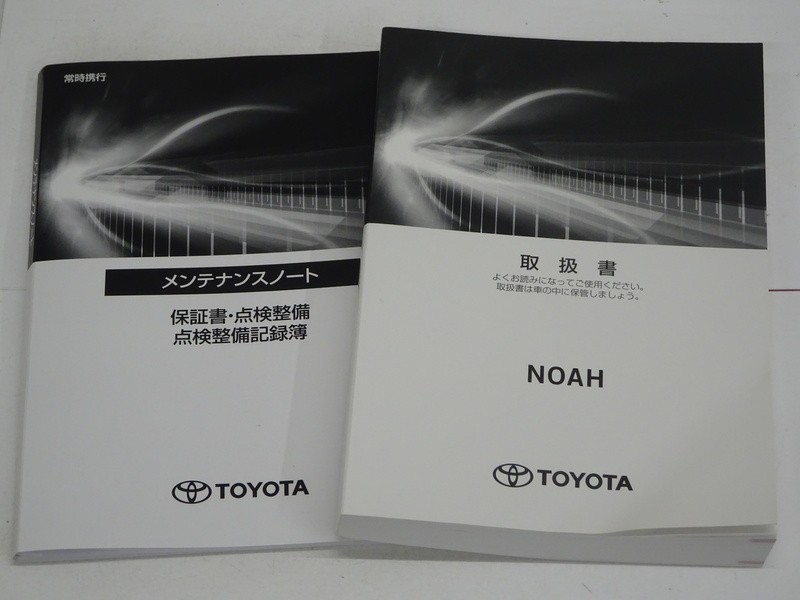 常時携行
メンテナンスノート
保証書・点検整備
点検整備記録簿
TOYOTA
取扱書
よくお読みになってご使用ください。
取扱書は車の中に保管しましょう。
NOAH
TOYOTA